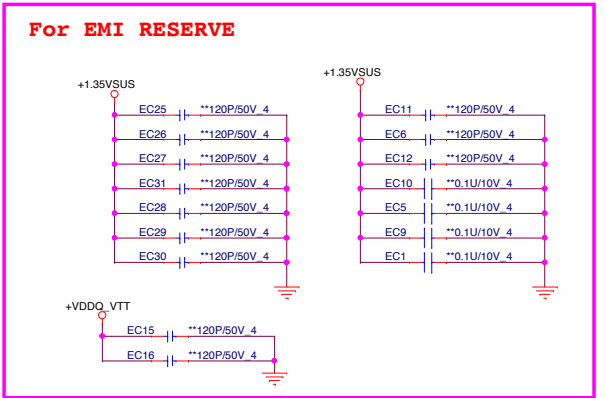 For EMI RESERVE
+1.35VSUS
EC25 **120P/50V_4
EC26 **120P/50V_4
EC27 **120P/50V_4
EC31 **120P/50V_4
EC28 **120P/50V_4
EC29 **120P/50V_4
EC30 **120P/50V_4
+1.35VSUS
EC11 **120P/50V_4
EC6 **120P/50V_4
EC12 **120P/50V_4
EC10 **0.1U/10V_4
EC5 **0.1U/10V_4
EC9 **0.1U/10V_4
EC1 **0.1U/10V_4
+VDDQ_VTT
EC15 **120P/50V_4
EC16 **120P/50V_4